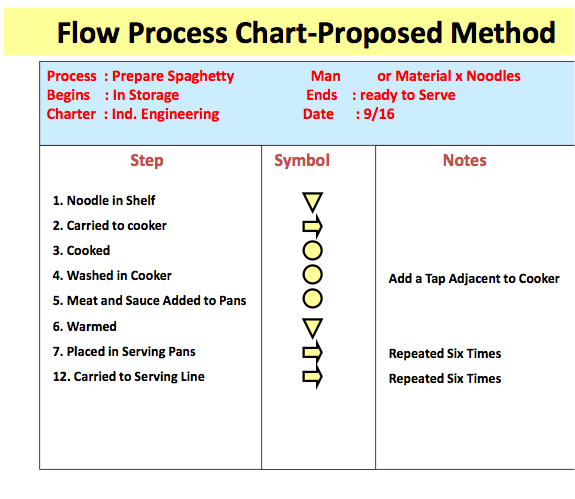 Flow Process Chart-Proposed Method
Process : Prepare Spaghetty Man or Material x Noodles
Begins : In Storage Ends : ready to Serve
Charter : Ind. Engineering Date : 9/16
Step Symbol Notes
1. Noodle in Shelf
2. Carried to cooker
3. Cooked
4. Washed in Cooker Add a Tap Adjacent to Cooker
5. Meat and Sauce Added to Pans
6. Warmed
7. Placed in Serving Pans Repeated Six Times
12. Carried to Serving Line Repeated Six Times